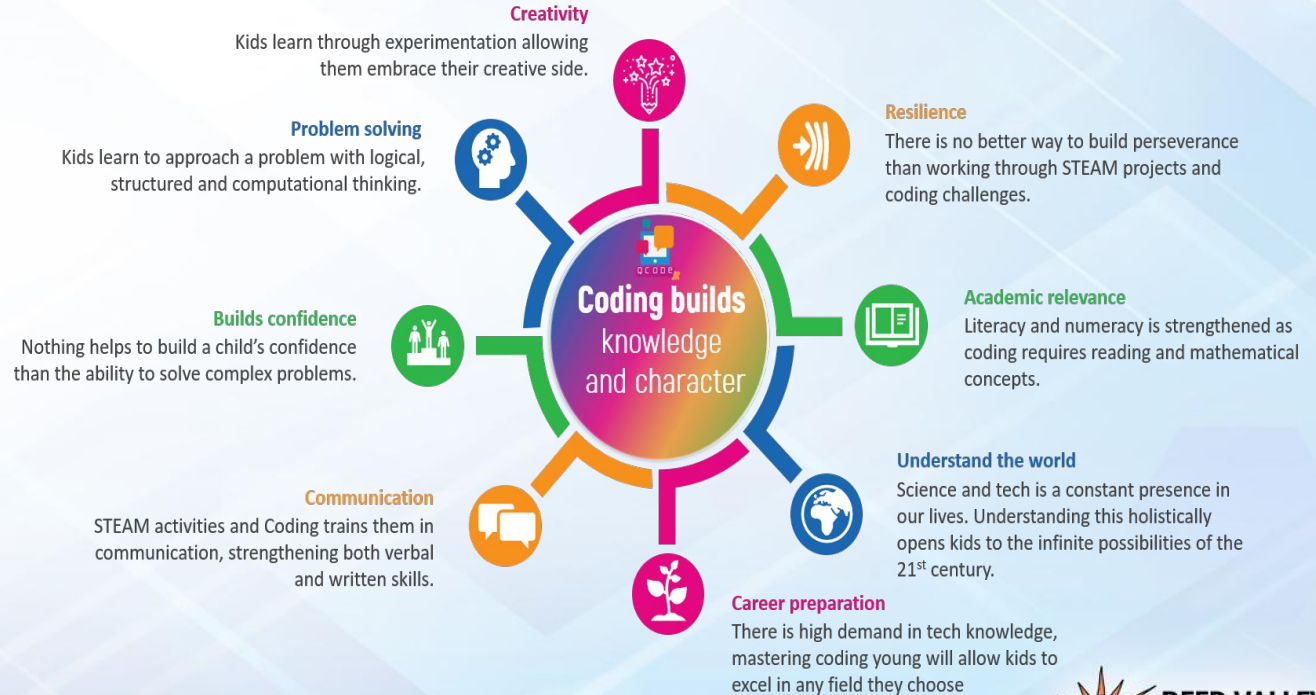 Creativity
Kids learn through experimentation allowing
them embrace their creative side.
Resilience
There is no better way to build perseverance
than working through STEAM projects and
coding challenges.
Problem solving
Kids learn to approach a problem with logical,
structured and computational thinking.
QCODE
Coding builds
knowledge
and character
Academic relevance
Literacy and numeracy is strengthened as
coding requires reading and mathematical
concepts.
Builds confidence
Nothing helps to build a child’s confidence
than the ability to solve complex problems.
Understand the world
Science and tech is a constant presence in
our lives. Understanding this holistically
opens kids to the infinite possibilities of the
21st century.
Communication
STEAM activities and Coding trains them in
communication, strengthening both verbal
and written skills.
Career preparation
There is high demand in tech knowledge,
mastering coding young will allow kids to
excel in any field they choose